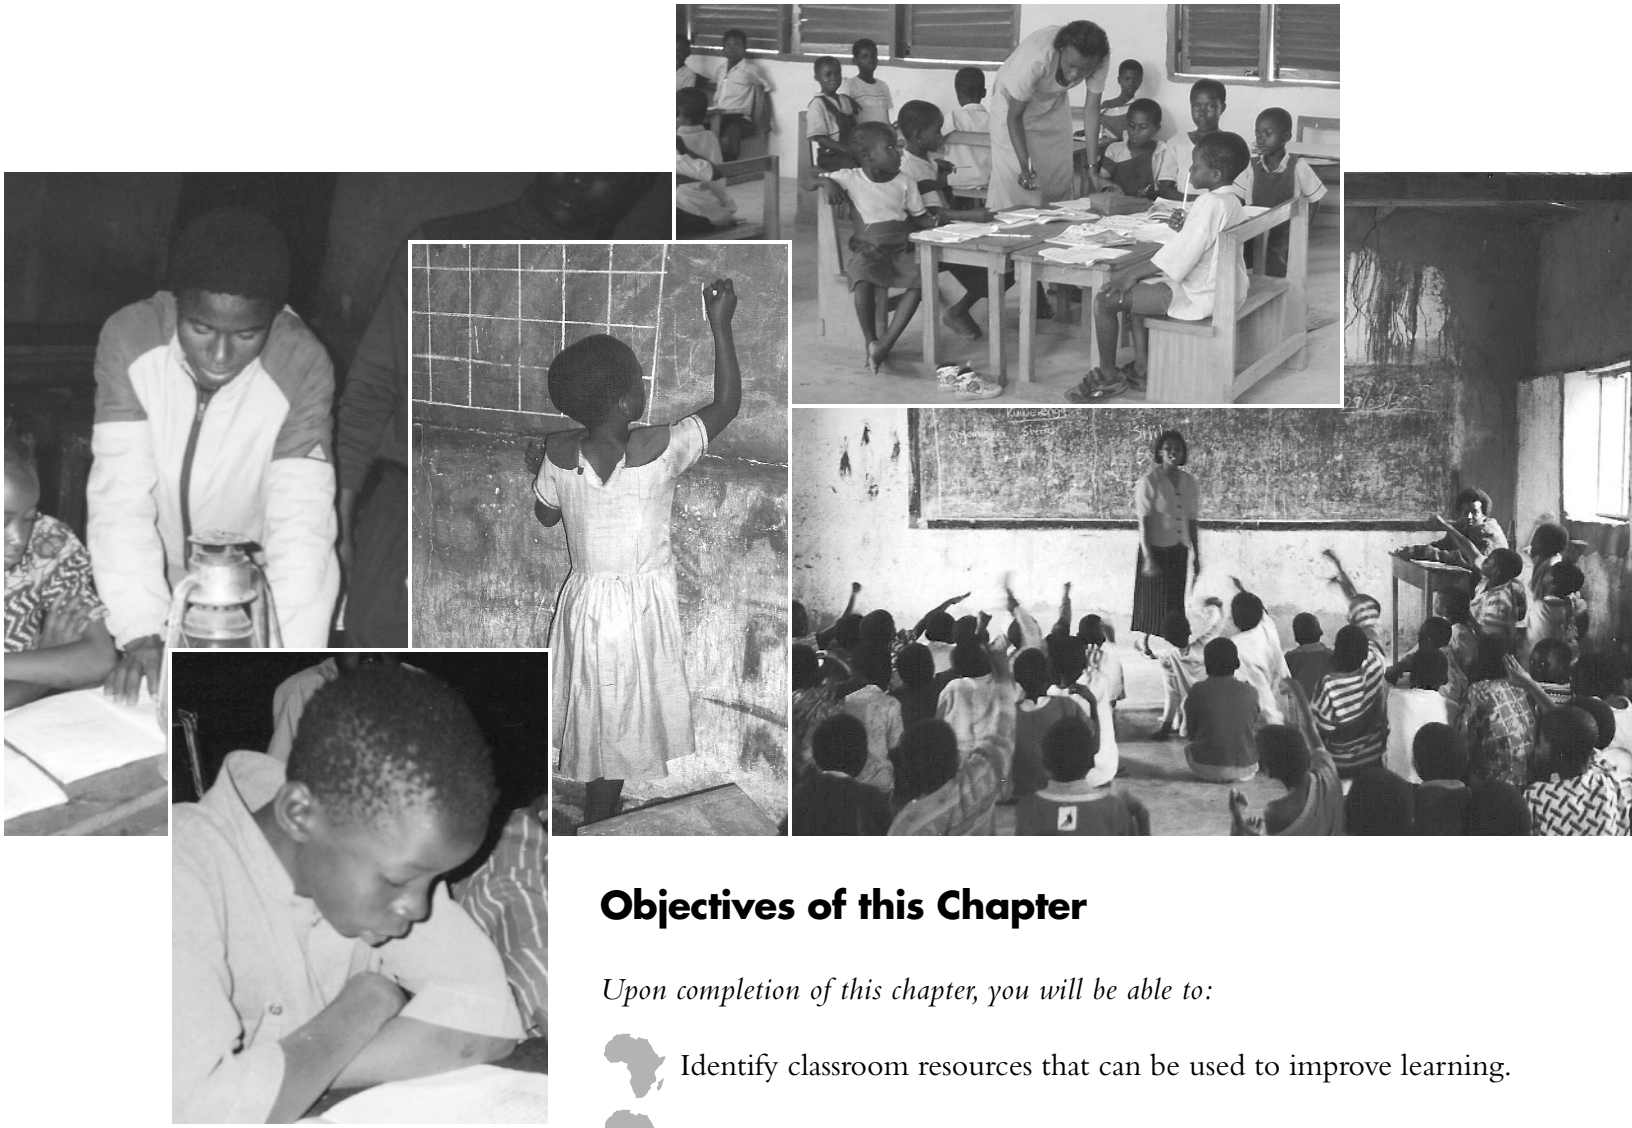 Objectives of this Chapter
Upon completion of this chapter, you will be able to:
Identify classroom resources that can be used to improve learning.